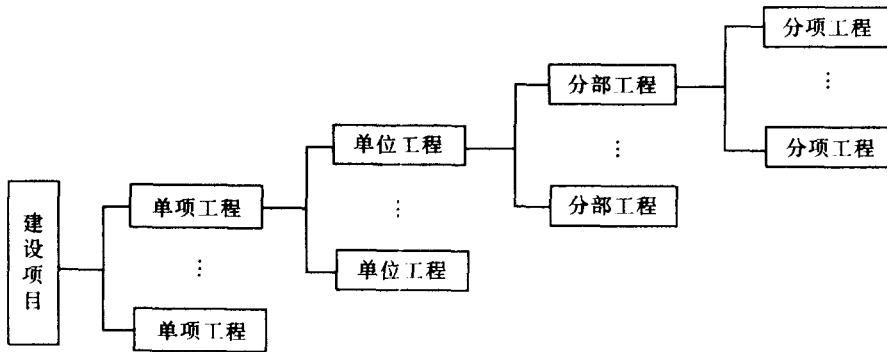 建设项目
单项工程
⋮
单项工程
单位工程
⋮
单位工程
分部工程
⋮
分部工程
分项工程
⋮
分项工程